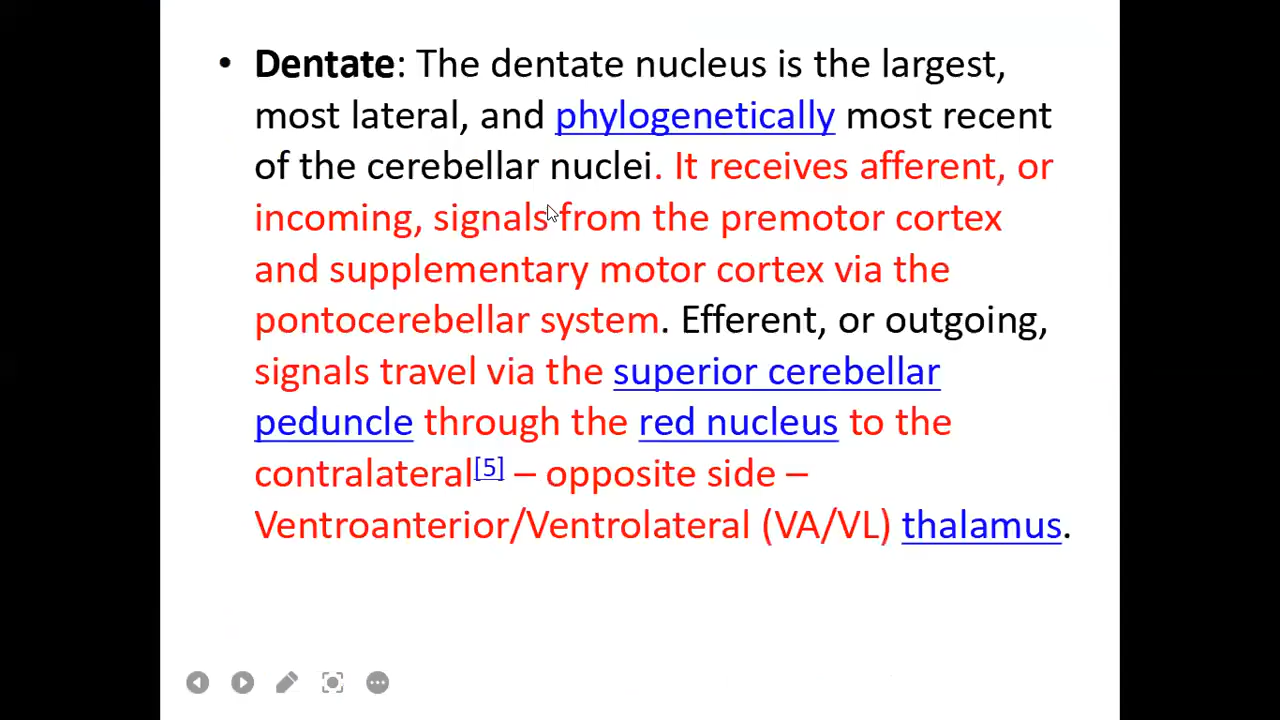 • Dentate: The dentate nucleus is the largest,
most lateral, and phylogenetically most recent
of the cerebellar nuclei. It receives afferent, or
incoming, signals from the premotor cortex
and supplementary motor cortex via the
pontocerebellar system. Efferent, or outgoing,
signals travel via the superior cerebellar
peduncle through the red nucleus to the
contralateral[5] – opposite side –
Ventroanterior/Ventrolateral (VA/VL) thalamus.